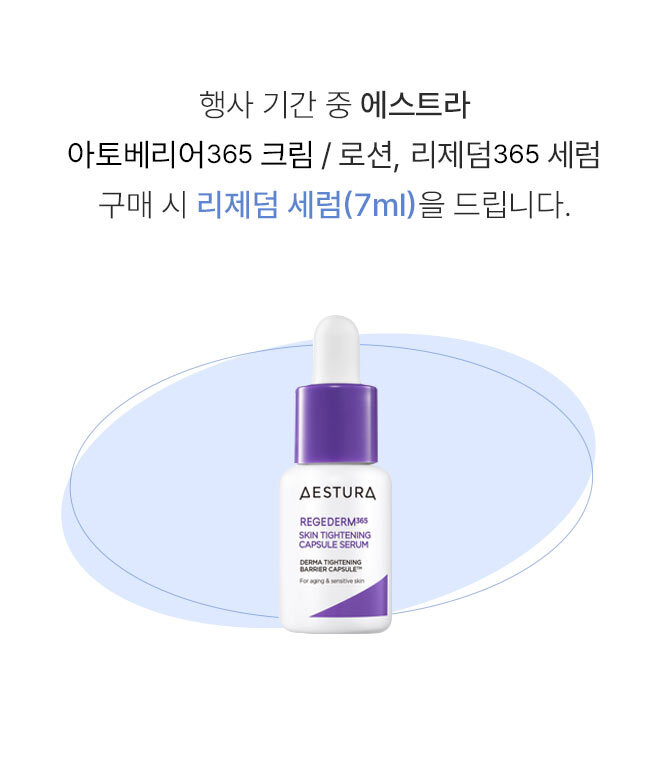 행사 기간 중 에스트라
아토베리어365 크림 / 로션, 리제덤365 세럼
구매 시 리제덤 세럼(7ml)을 드립니다.
AESTURA
REGEDERM365
SKIN TIGHTENING
CAPSULE SERUM
DERMA TIGHTENING
BARRIER CAPSULE™
For aging & sensitive skin